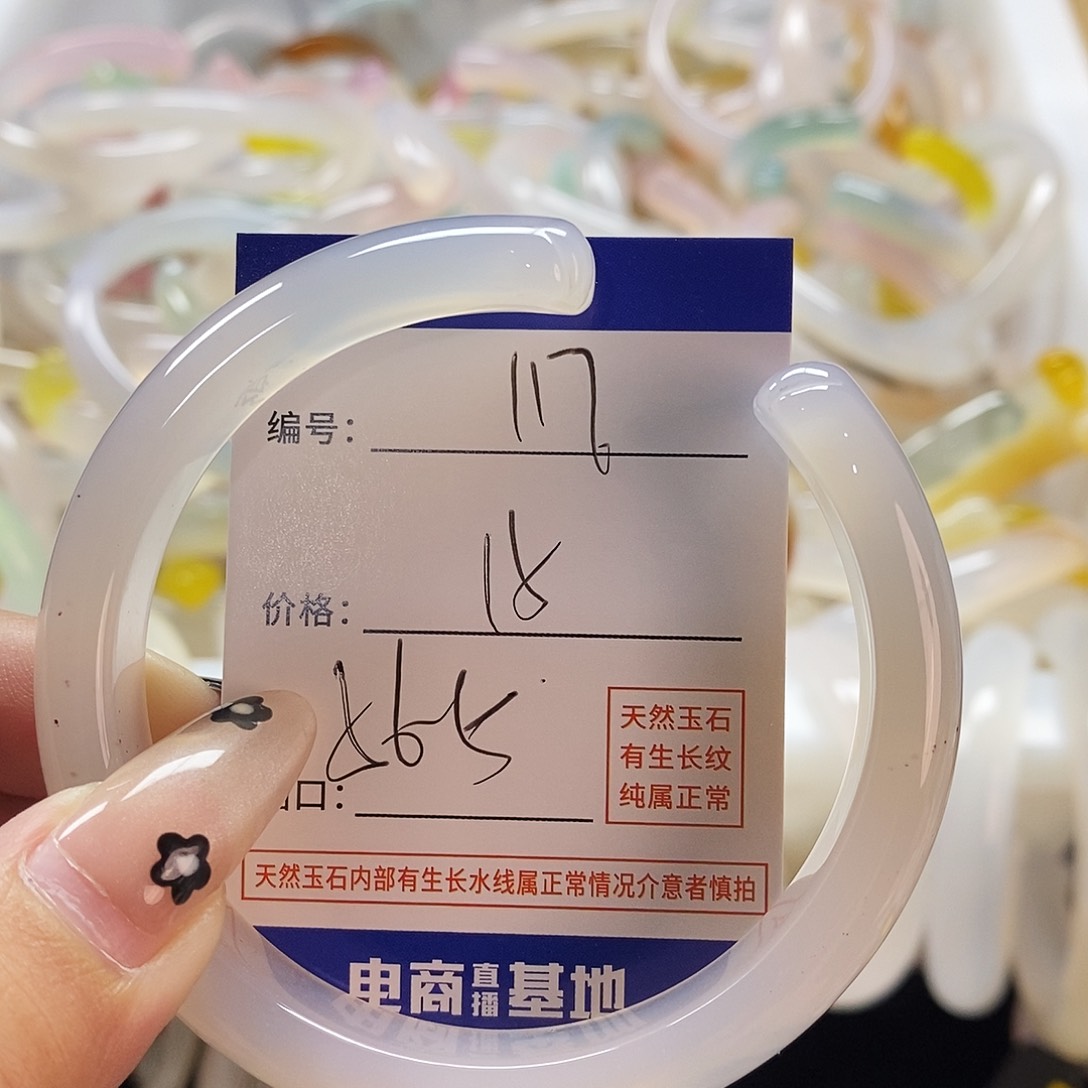 编号：117
价格：18
口：
天然玉石
有生长纹
纯属正常
天然玉石内部有生长水线属正常情况介意者慎拍
电商直播基地